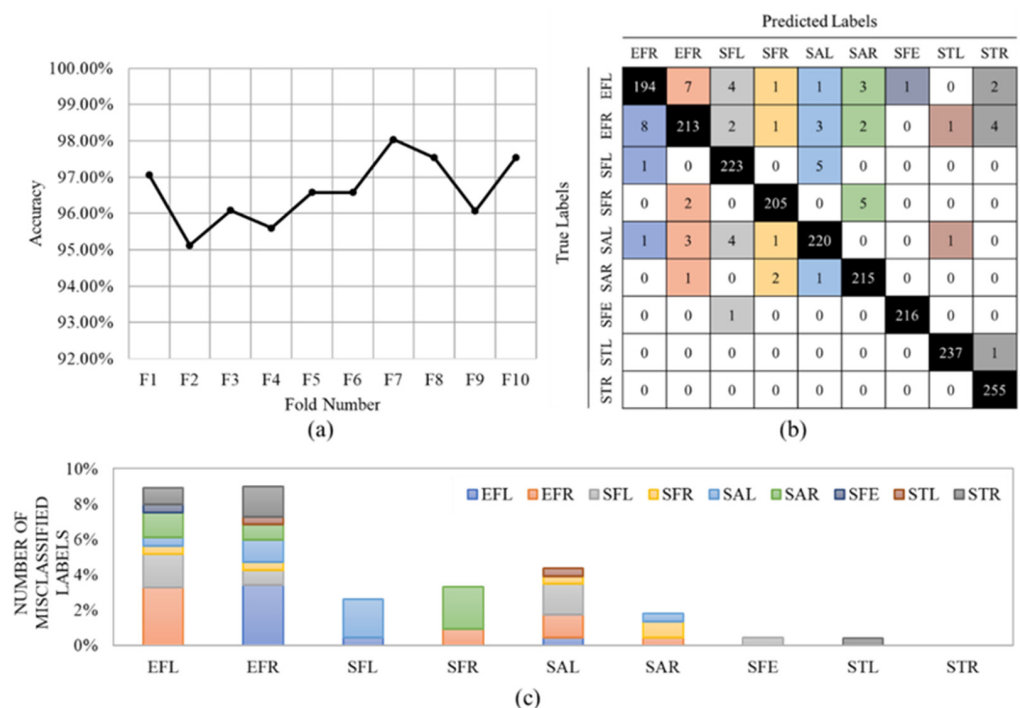 100.00%
99.00%
98.00%
97.00%
96.00%
95.00%
94.00%
93.00%
92.00%
Accuracy
F1 F2 F3 F4 F5 F6 F7 F8 F9 F10
Fold Number
(a)
Predicted Labels
EFR EFR SFL SFR SAL SAR SFE STL STR
True Labels
EFL 194 7 4 1 1 3 1 0 2
EFR 8 213 2 1 3 2 0 1 4
SFL 1 0 223 0 5 0 0 0 0
SFR 0 2 0 205 0 5 0 0 0
SAL 1 3 4 1 220 0 0 1 0
SAR 0 1 0 2 1 215 0 0 0
SFE 0 0 1 0 0 0 216 0 0
STL 0 0 0 0 0 0 0 237 1
STR 0 0 0 0 0 0 0 0 255
(b)
10%
8%
6%
4%
2%
0%
NUMBER OF
MISCLASSIFIED
LABELS
EFL EFR SFL SFR SAL SAR SFE STL STR
EFL EFR SFL SFR SAL SAR SFE STL STR
(c)